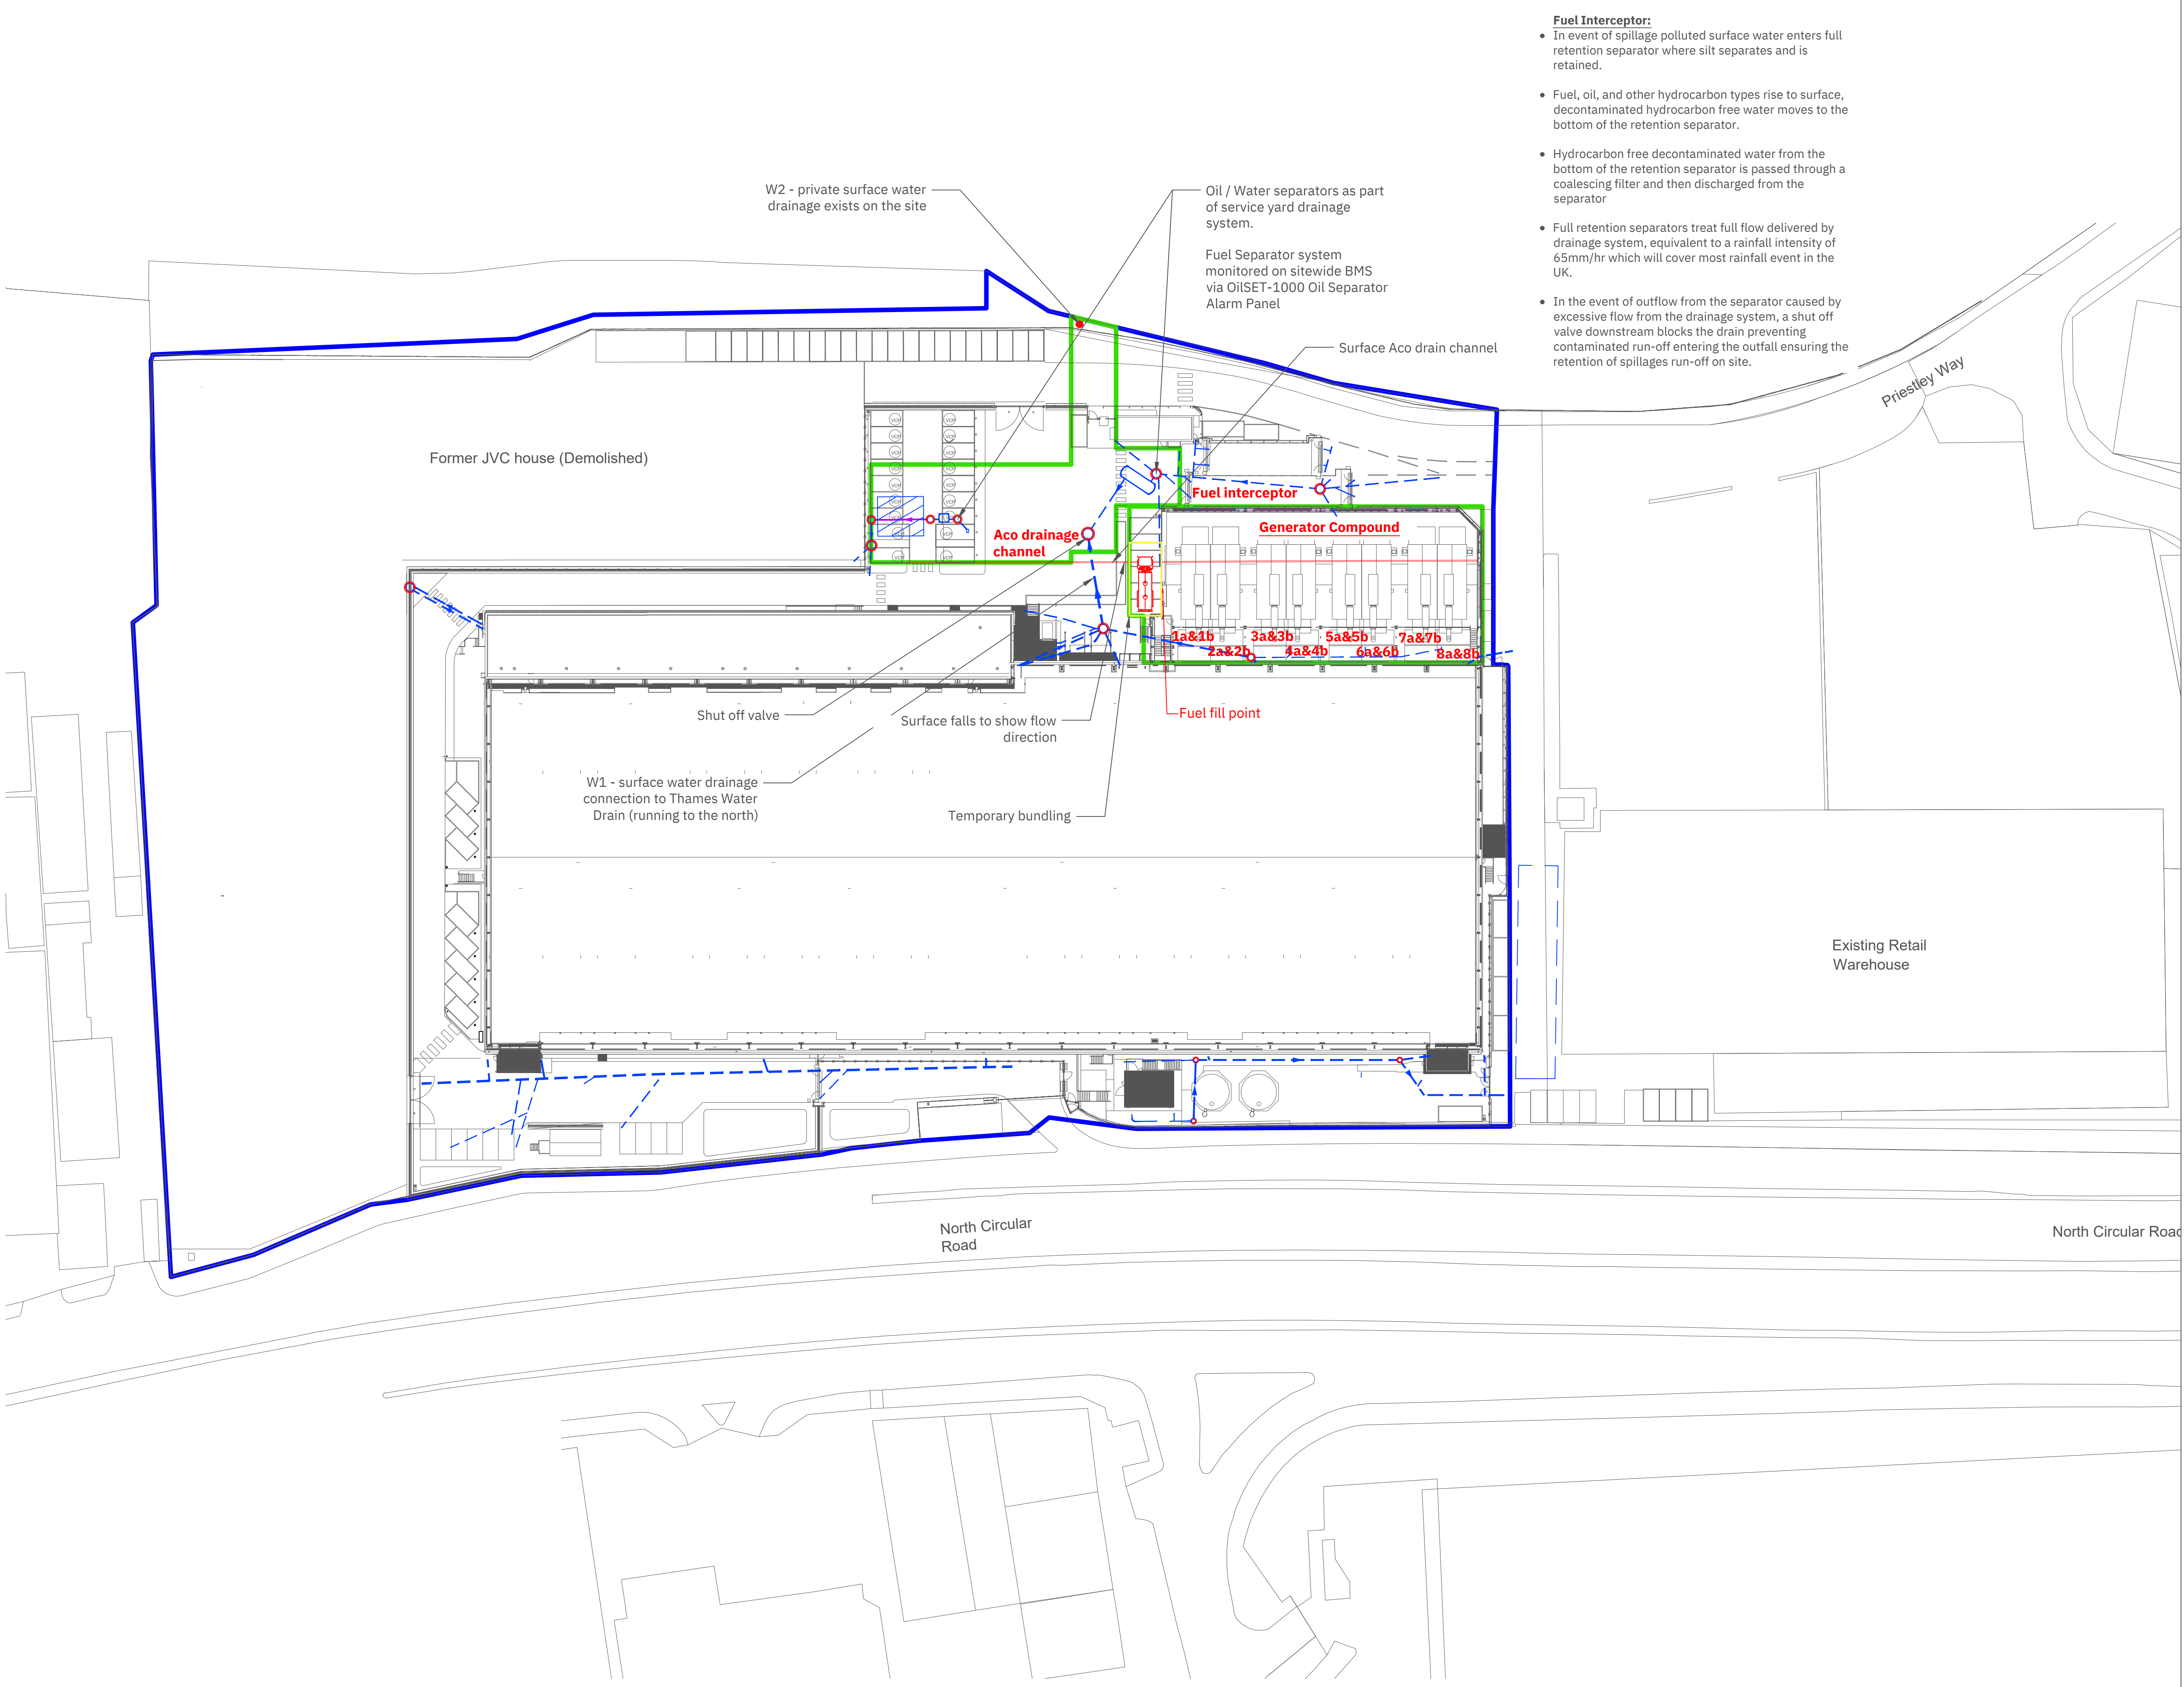 Fuel Interceptor:
• In event of spillage polluted surface water enters full
retention separator where silt separates and is
retained.
• Fuel, oil, and other hydrocarbon types rise to surface,
decontaminated hydrocarbon free water moves to the
bottom of the retention separator.
• Hydrocarbon free decontaminated water from the
bottom of the retention separator is passed through a
coalescing filter and then discharged from the
separator
• Full retention separators treat full flow delivered by
drainage system, equivalent to a rainfall intensity of
65mm/hr which will cover most rainfall event in the
UK.
• In the event of outflow from the separator caused by
excessive flow from the drainage system, a shut off
valve downstream blocks the drain preventing
contaminated run-off entering the outfall ensuring the
retention of spillages run-off on site.
W2 - private surface water
drainage exists on the site
Oil / Water separators as part
of service yard drainage
system.
Fuel Separator system
monitored on sitewide BMS
via OilSET-1000 Oil Separator
Alarm Panel
Surface Aco drain channel
Priestley Way
Former JVC house (Demolished)
Fuel interceptor
Generator Compound
Aco drainage
channel
1a&1b
3a&3b
5a&5b
7a&7b
2a&2b
4a&4b
6a&6b
8a&8b
Shut off valve
Surface falls to show flow
direction
Fuel fill point
W1 - surface water drainage
connection to Thames Water
Drain (running to the north)
Temporary bundling
Existing Retail
Warehouse
North Circular
Road
North Circular Road